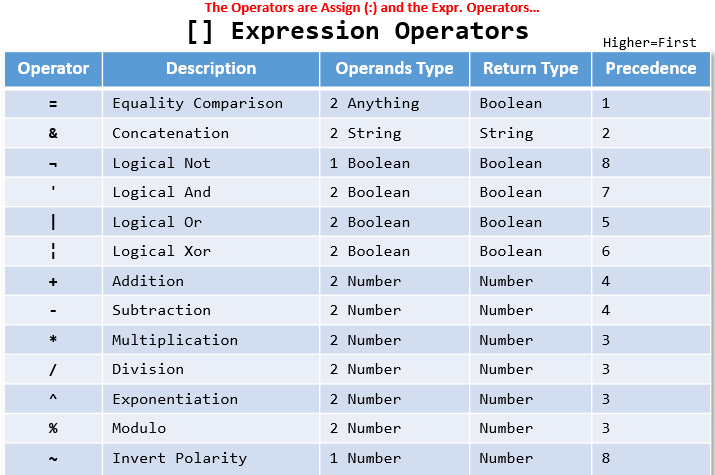 The Operators are Assign (:) and the Expr. Operators...
[] Expression Operators
Higher=First
Operator Description Operands Type Return Type Precedence
= Equality Comparison 2 Anything Boolean 1
& Concatenation 2 String String 2
¬ Logical Not 1 Boolean Boolean 8
' Logical And 2 Boolean Boolean 7
| Logical Or 2 Boolean Boolean 5
¦ Logical Xor 2 Boolean Boolean 6
+ Addition 2 Number Number 4
- Subtraction 2 Number Number 4
* Multiplication 2 Number Number 3
/ Division 2 Number Number 3
^ Exponentiation 2 Number Number 3
% Modulo 2 Number Number 3
~ Invert Polarity 1 Number Number 8